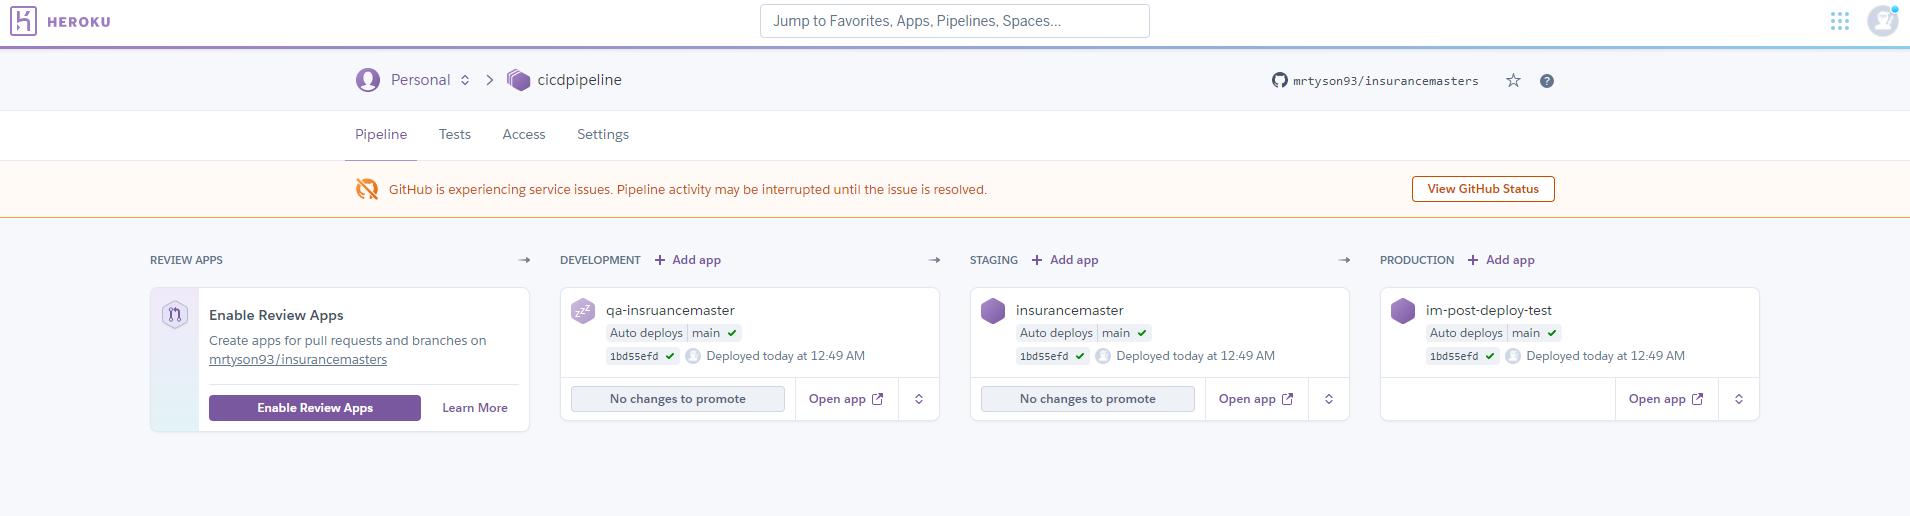 HEROKU
Jump to Favorites, Apps, Pipelines, Spaces...
Personal cicdpipeline
mrtyson93/insurancemasters
Pipeline Tests Access Settings
GitHub is experiencing service issues. Pipeline activity may be interrupted until the issue is resolved.
View GitHub Status
REVIEW APPS
Enable Review Apps
Create apps for pull requests and branches on
mrtyson93/insurancemasters
Enable Review Apps Learn More
DEVELOPMENT + Add app
zzz
qa-insruancemaster
Auto deploys main
1bd55efd Deployed today at 12:49 AM
No changes to promote Open app
STAGING + Add app
insurancemaster
Auto deploys main
1bd55efd Deployed today at 12:49 AM
No changes to promote Open app
PRODUCTION + Add app
im-post-deploy-test
Auto deploys main
1bd55efd Deployed today at 12:49 AM
Open app